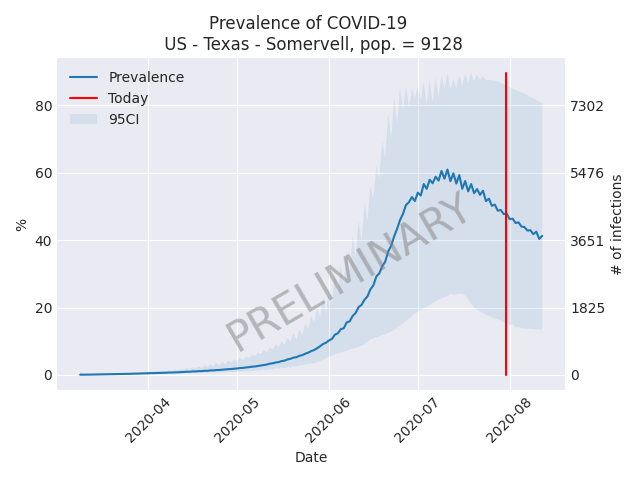 Prevalence of COVID-19
US - Texas - Somervell, pop. = 9128
Prevalence
Today
95CI
80
60
40
20
0
%
7302
5476
3651
1825
0
# of infections
PRELIMINARY
2020-04
2020-05
2020-06
2020-07
2020-08
Date